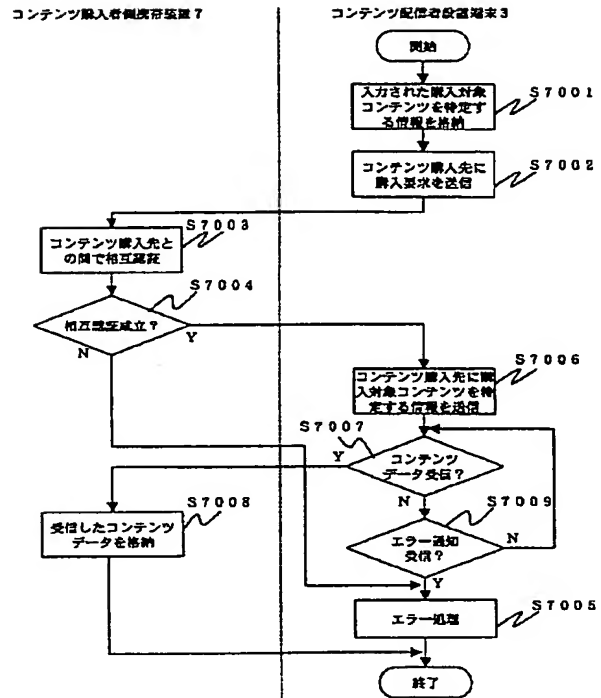 コンテンツ購入者側携帯装置7
コンテンツ配信者設置端末3
開始
入力された購入対象
コンテンツを特定す
る情報を格納
S7001
コンテンツ購入先に
購入要求を送信
S7002
S7003
コンテンツ購入先と
の間で相互認証
S7004
相互認証成立?
N
Y
S7006
コンテンツ購入先に購
入対象コンテンツを特
定する情報を送信
S7007
Y
コンテンツ
データ受信?
N
S7008
受信したコンテンツ
データを格納
S7009
エラー通知
受信?
N
Y
エラー処理
S7005
終了